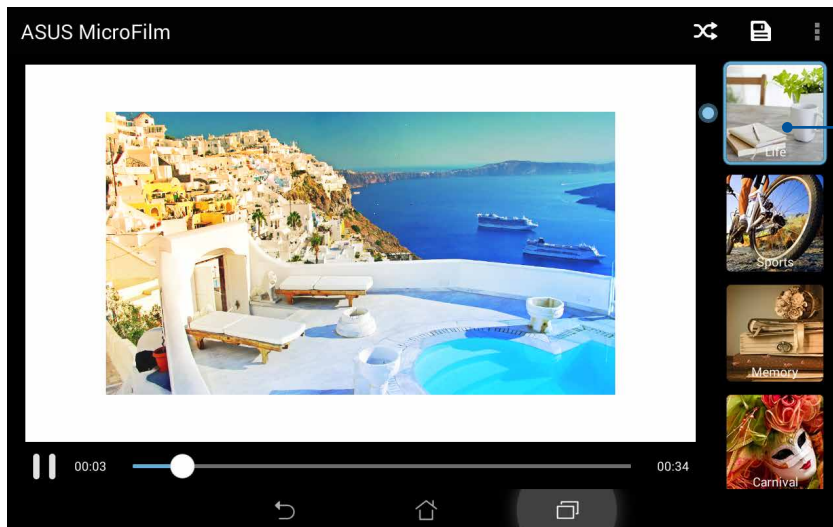 ASUS MicroFilm
Life
Sports
Memory
Carnival
00:03
00:34